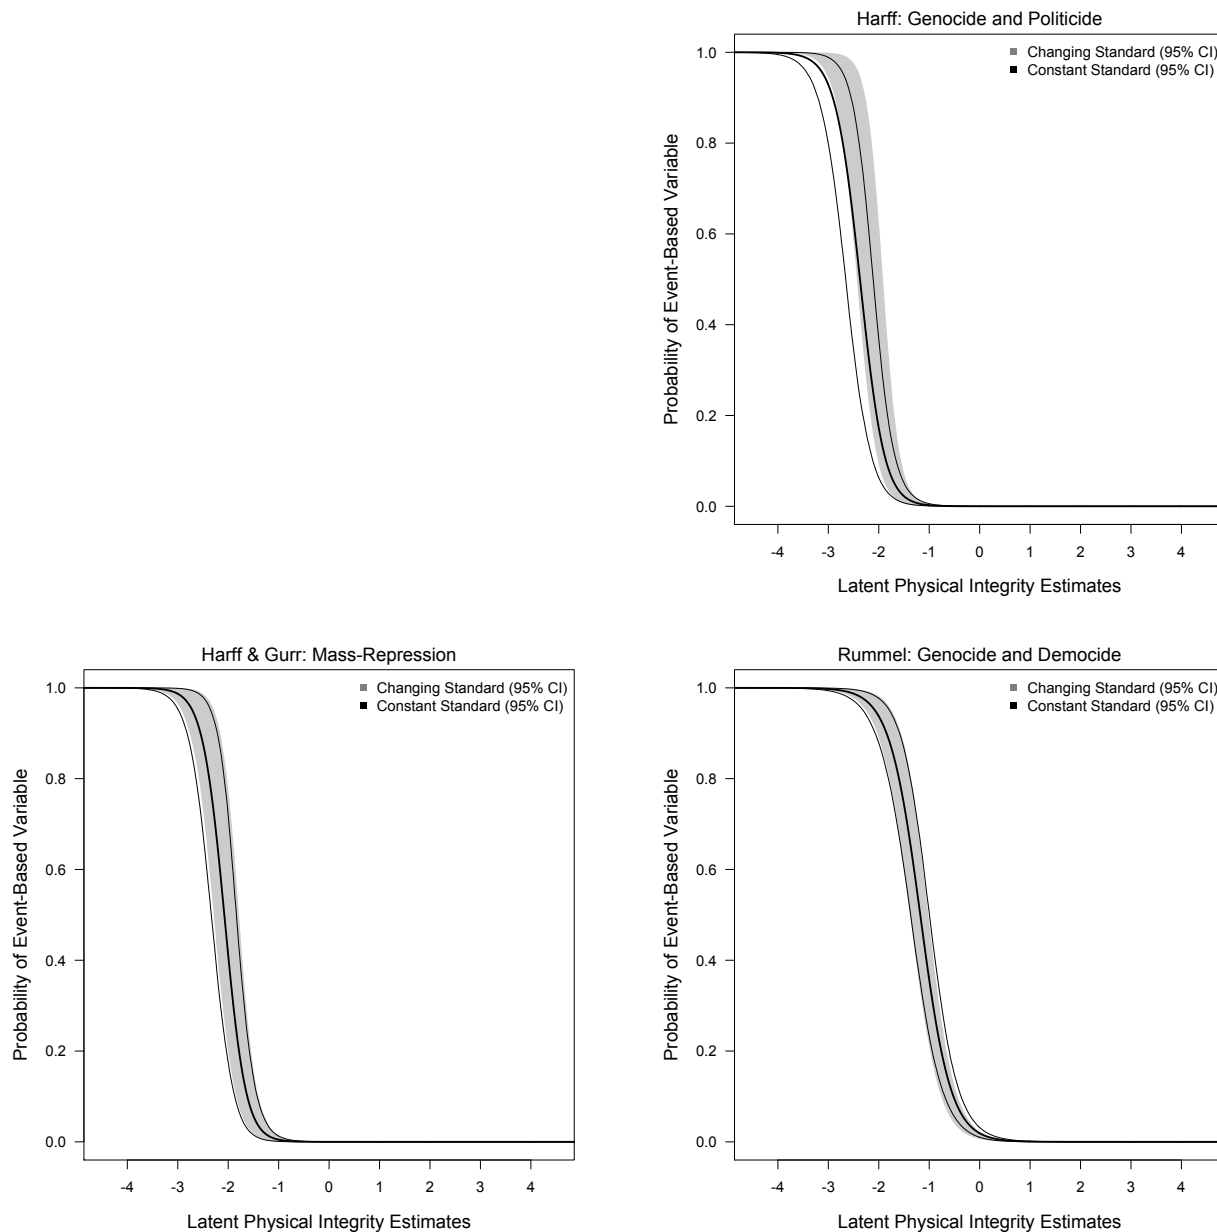 Harff: Genocide and Politicide
Changing Standard (95% CI)
Constant Standard (95% CI)
Probability of Event-Based Variable
1.0
0.8
0.6
0.4
0.2
0.0
-4 -3 -2 -1 0 1 2 3 4
Latent Physical Integrity Estimates
Harff & Gurr: Mass-Repression
Changing Standard (95% CI)
Constant Standard (95% CI)
Probability of Event-Based Variable
1.0
0.8
0.6
0.4
0.2
0.0
-4 -3 -2 -1 0 1 2 3 4
Latent Physical Integrity Estimates
Rummel: Genocide and Democide
Changing Standard (95% CI)
Constant Standard (95% CI)
Probability of Event-Based Variable
1.0
0.8
0.6
0.4
0.2
0.0
-4 -3 -2 -1 0 1 2 3 4
Latent Physical Integrity Estimates